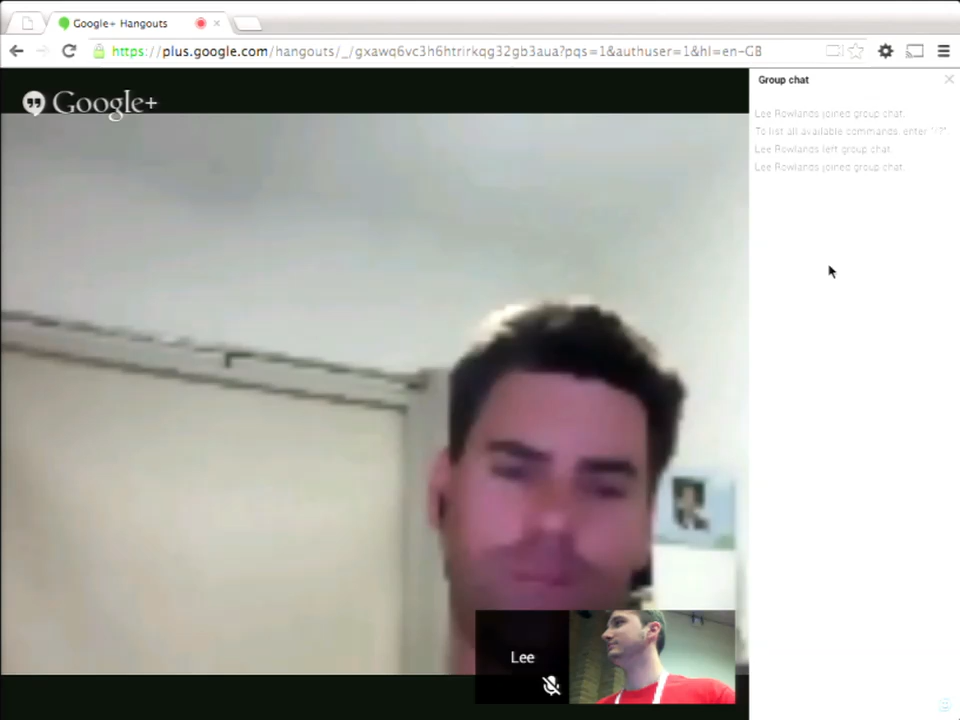 Google+ Hangouts
https://plus.google.com/hangouts/_/gxawq6vc3h6htrirkqg32gb3aua?pqs=1&authuser=1&hl=en-GB
Google+
Group chat
Lee Rowlands joined group chat.
To list all available commands, enter "/?".
Lee Rowlands left group chat.
Lee Rowlands joined group chat.
Lee